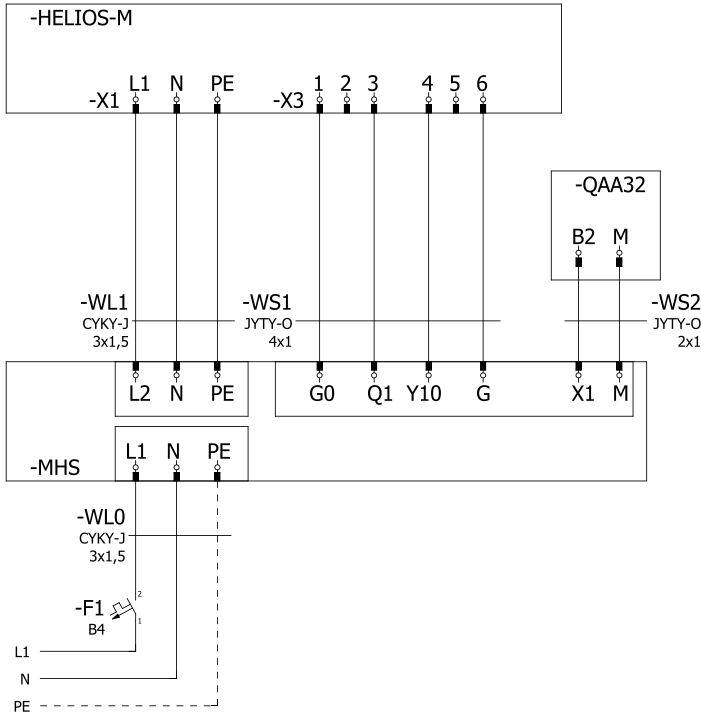 -HELIOS-M
L1 N PE 1 2 3 4 5 6
-X1 -X3
-QAA32
B2 M
-WL1 -WS1 -WS2
CYKY-J JYTY-O JYTY-O
3x1,5 4x1 2x1
L2 N PE G0 Q1 Y10 G X1 M
L1 N PE
-MHS
-WL0
CYKY-J
3x1,5
2
-F1
B4
1
L1
N
PE